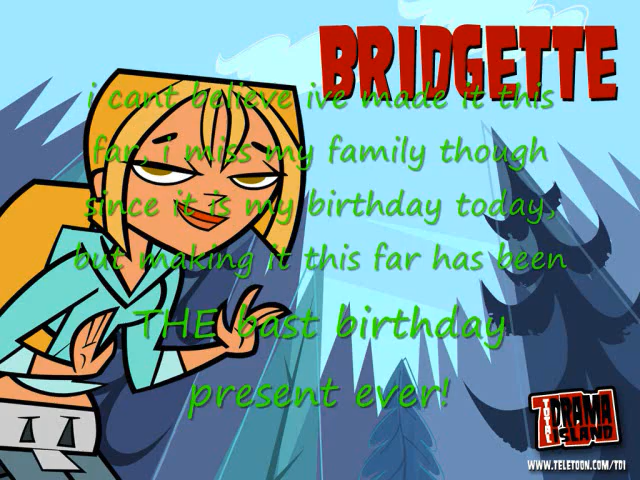 BRIDGETTE
i cant believe ive made it this
far, i miss my family though
since it is my birthday today,
but making it this far has been
THE bast birthday
present ever!
TOTAL
DRAMA
ISLAND
WWW.TELETOON.COM/TDI